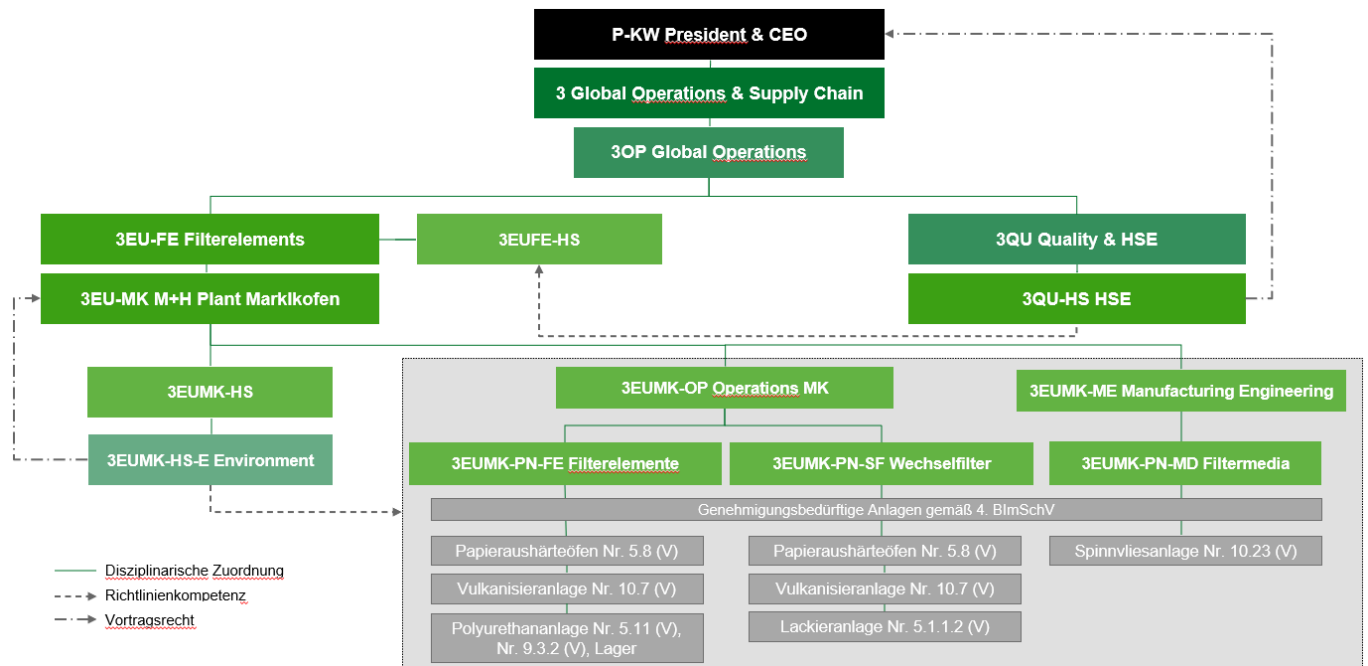 P-KW President & CEO
3 Global Operations & Supply Chain
3OP Global Operations
3EU-FE Filterelements
3EUFE-HS
3QU Quality & HSE
3EU-MK M+H Plant Marklkofen
3QU-HS HSE
3EUMK-HS
3EUMK-OP Operations MK
3EUMK-ME Manufacturing Engineering
3EUMK-HS-E Environment
3EUMK-PN-FE Filterelemente
3EUMK-PN-SF Wechselfilter
3EUMK-PN-MD Filtermedia
Genehmigungsbedürftige Anlagen gemäß 4. BImSchV
Papieraushärteöfen Nr. 5.8 (V)
Papieraushärteöfen Nr. 5.8 (V)
Spinnvliesanlage Nr. 10.23 (V)
Vulkanisieranlage Nr. 10.7 (V)
Vulkanisieranlage Nr. 10.7 (V)
Polyurethananlage Nr. 5.11 (V),
Nr. 9.3.2 (V), Lager
Lackieranlage Nr. 5.1.1.2 (V)
Disziplinarische Zuordnung
Richtlinienkompetenz
Vortragsrecht